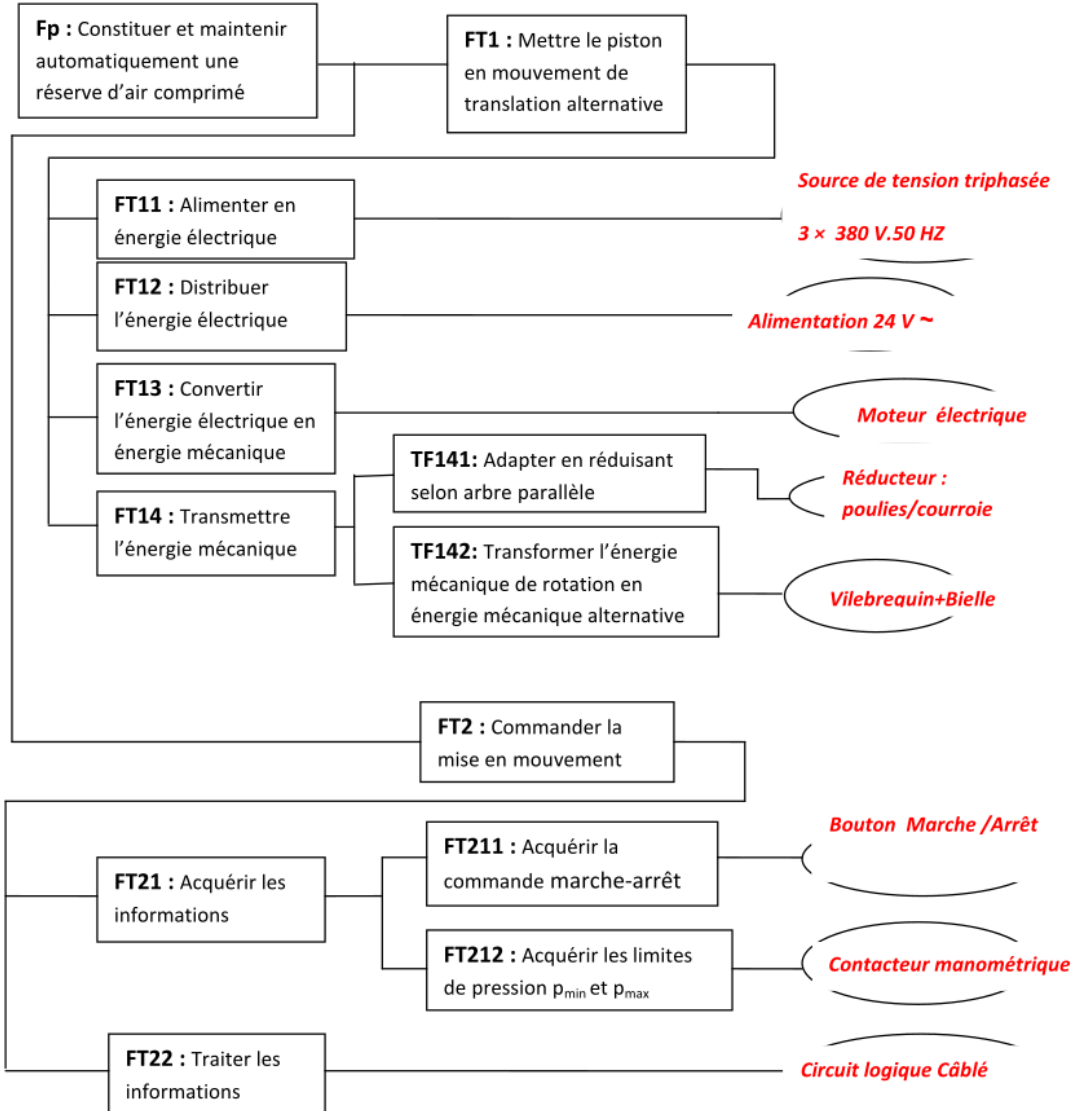 Fp : Constituer et maintenir
automatiquement une
réserve d'air comprimé
FT1 : Mettre le piston
en mouvement de
translation alternative
Source de tension triphasée
3 × 380 V.50 HZ
FT11 : Alimenter en
énergie électrique
FT12 : Distribuer
l'énergie électrique
Alimentation 24 V ~
FT13 : Convertir
l'énergie électrique en
énergie mécanique
Moteur électrique
TF141: Adapter en réduisant
selon arbre parallèle
Réducteur :
poulies/courroie
FT14 : Transmettre
l'énergie mécanique
TF142: Transformer l'énergie
mécanique de rotation en
énergie mécanique alternative
Vilebrequin+Bielle
FT2 : Commander la
mise en mouvement
Bouton Marche /Arrêt
FT211 : Acquérir la
commande marche-arrêt
FT21 : Acquérir les
informations
FT212 : Acquérir les limites
de pression pmin et pmax
Contacteur manométrique
FT22 : Traiter les
informations
Circuit logique Câblé